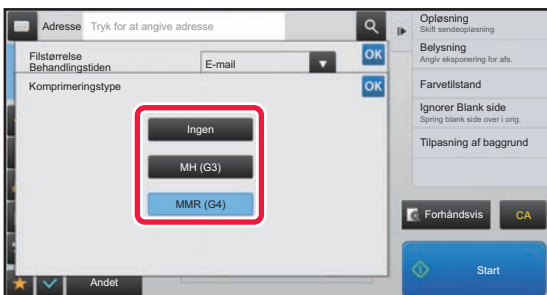 Adresse Tryk for at angive adresse
Filstørrelse
Behandlingstiden
E-mail
OK
Komprimeringstype
OK
Ingen
MH (G3)
MMR (G4)
Andet
Opløsning
Skift sendeopløsning
Belysning
Angiv eksponering for afs.
Farvetilstand
Ignorer Blank side
Spring blank side over i orig.
Tilpasning af baggrund
Forhåndsvis
CA
Start